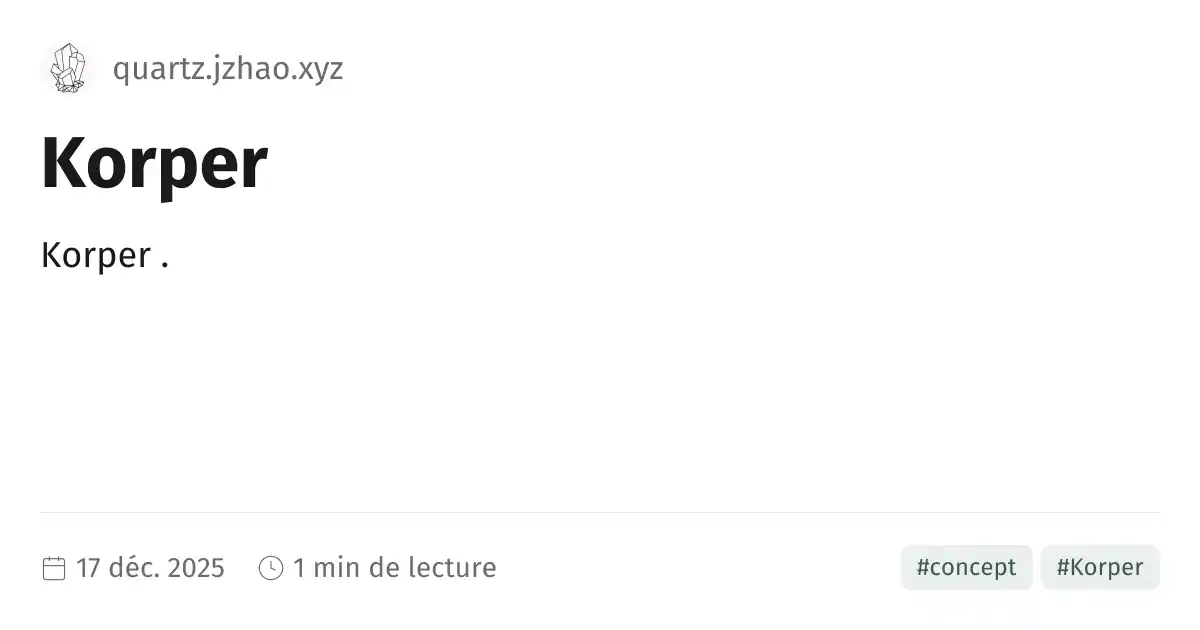 quartz.jzhao.xyz
Korper
Korper .
17 déc. 2025 1 min de lecture #concept #Korper